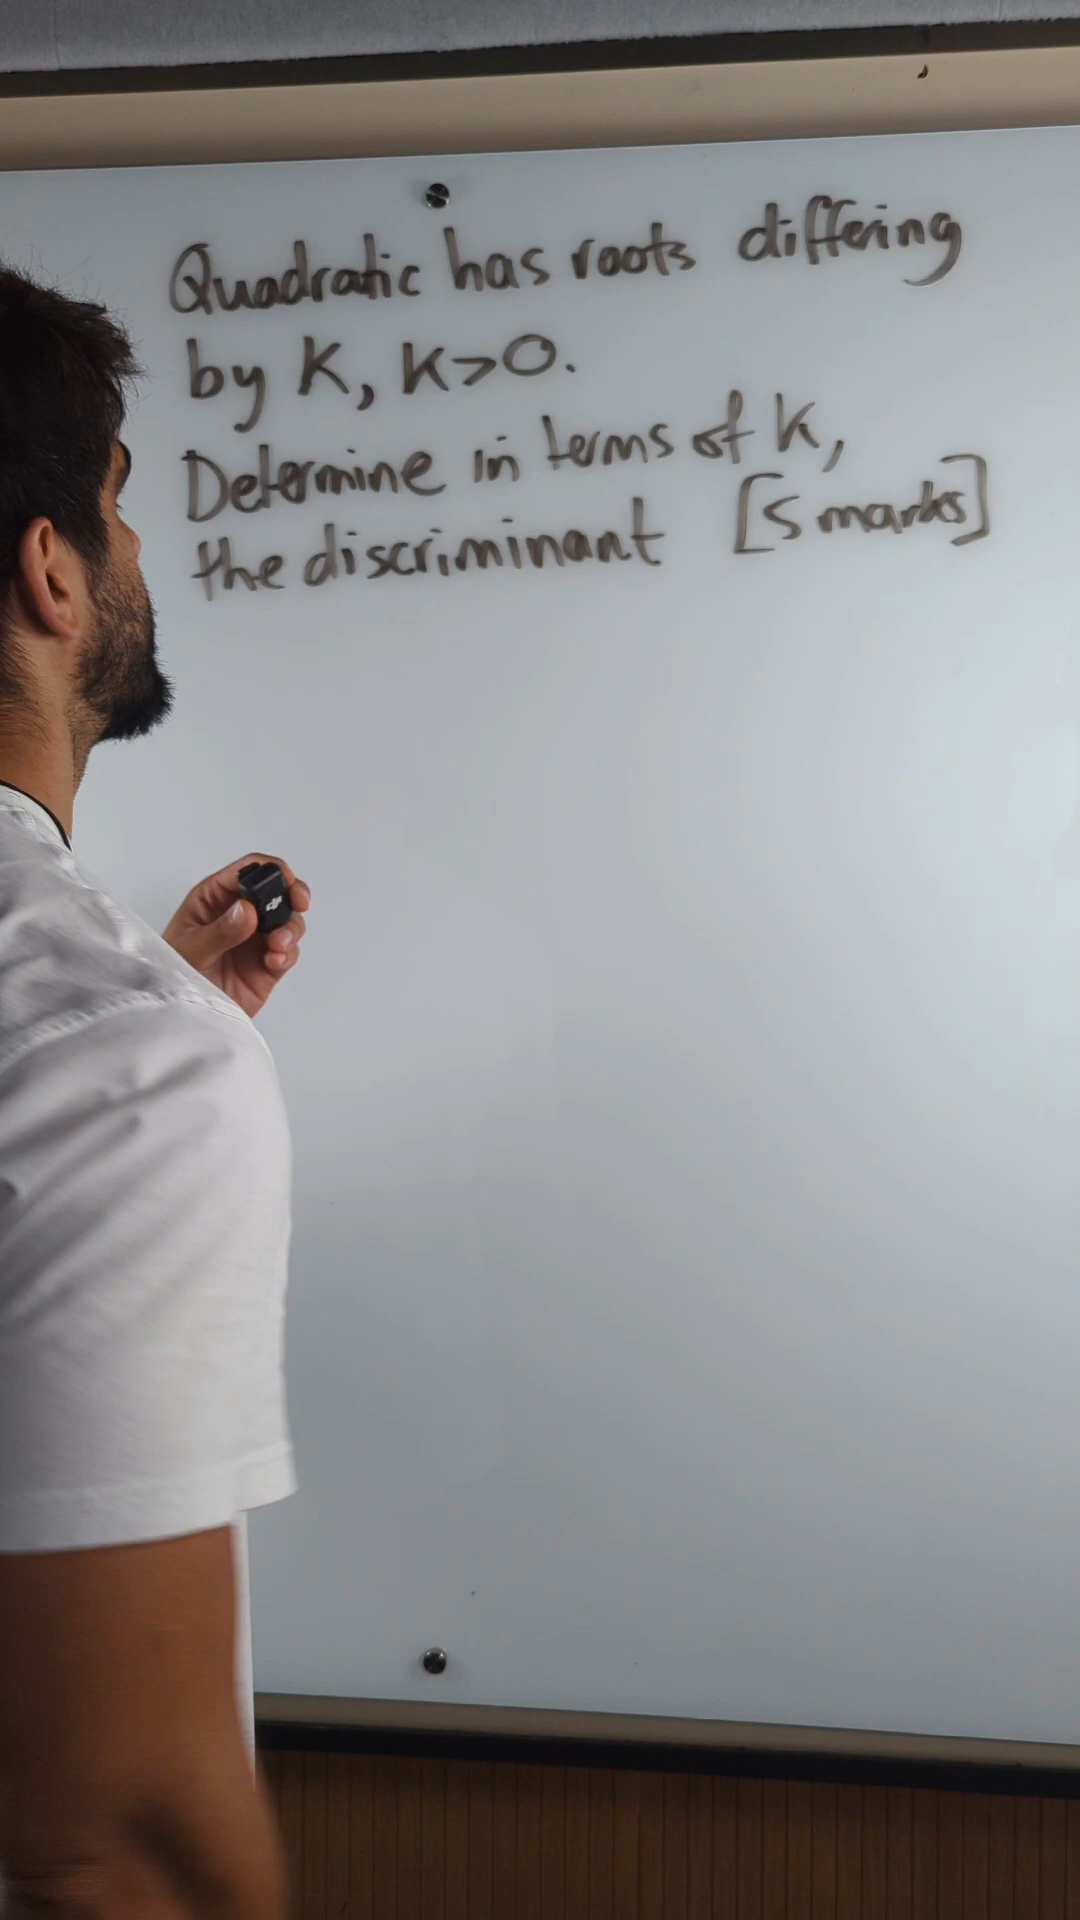 Quadratic has roots differing
by K, K>0.
Determine in terms of K,
the discriminant [5 marks]